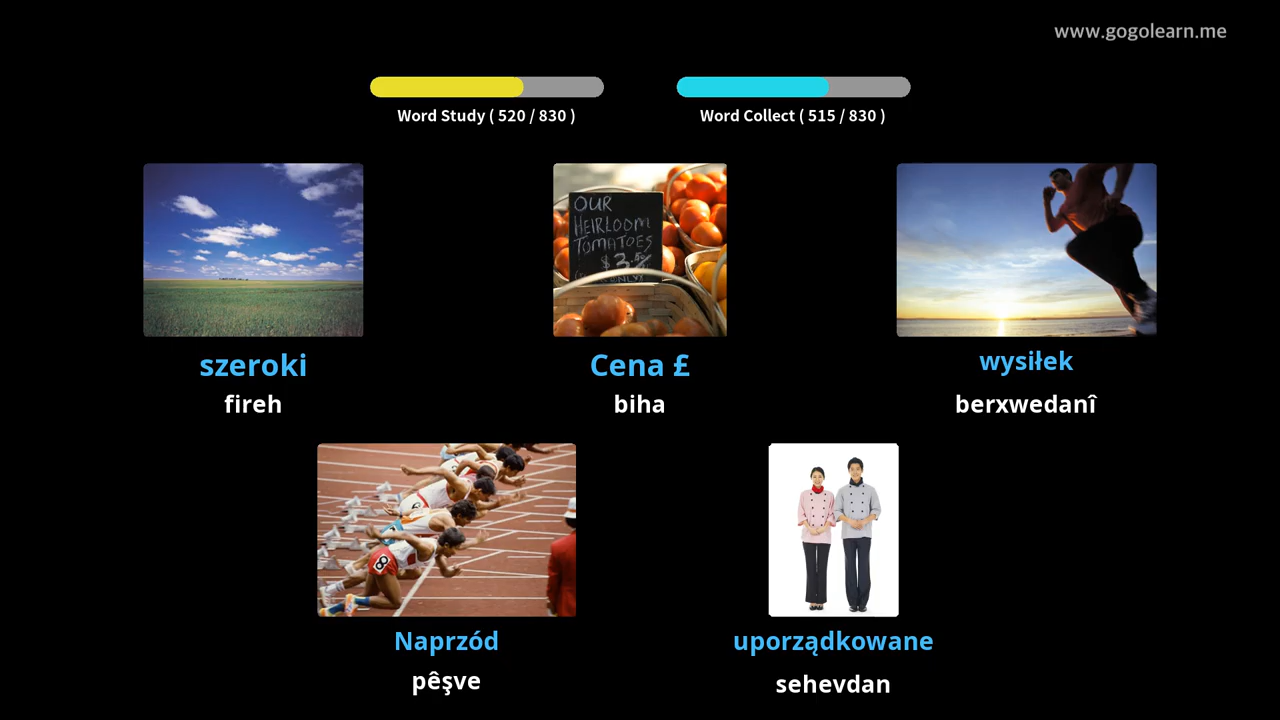 www.gogolearn.me
Word Study ( 520 / 830 )
Word Collect ( 515 / 830 )
OUR
HEIRLOOM
TOMATOES
szeroki
fireh
Cena £
biha
wysiłek
berxwedanî
8
Naprzód
pêşve
uporządkowane
sehevdan